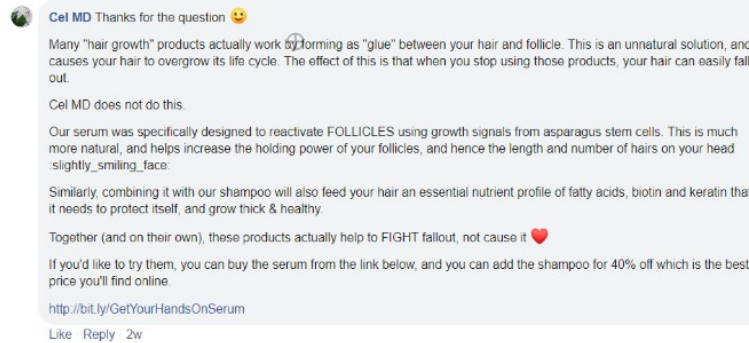 Cel MD Thanks for the question 🙂
Many "hair growth" products actually work by forming as "glue" between your hair and follicle. This is an unnatural solution, and
causes your hair to overgrow its life cycle. The effect of this is that when you stop using those products, your hair can easily fall
out.
Cel MD does not do this.
Our serum was specifically designed to reactivate FOLLICLES using growth signals from asparagus stem cells. This is much
more natural, and helps increase the holding power of your follicles, and hence the length and number of hairs on your head
:slightly_smiling_face:
Similarly, combining it with our shampoo will also feed your hair an essential nutrient profile of fatty acids, biotin and keratin that
it needs to protect itself, and grow thick & healthy.
Together (and on their own), these products actually help to FIGHT fallout, not cause it ❤️
If you'd like to try them, you can buy the serum from the link below, and you can add the shampoo for 40% off which is the best
price you'll find online.
http://bit.ly/GetYourHandsOnSerum
Like · Reply · 2w